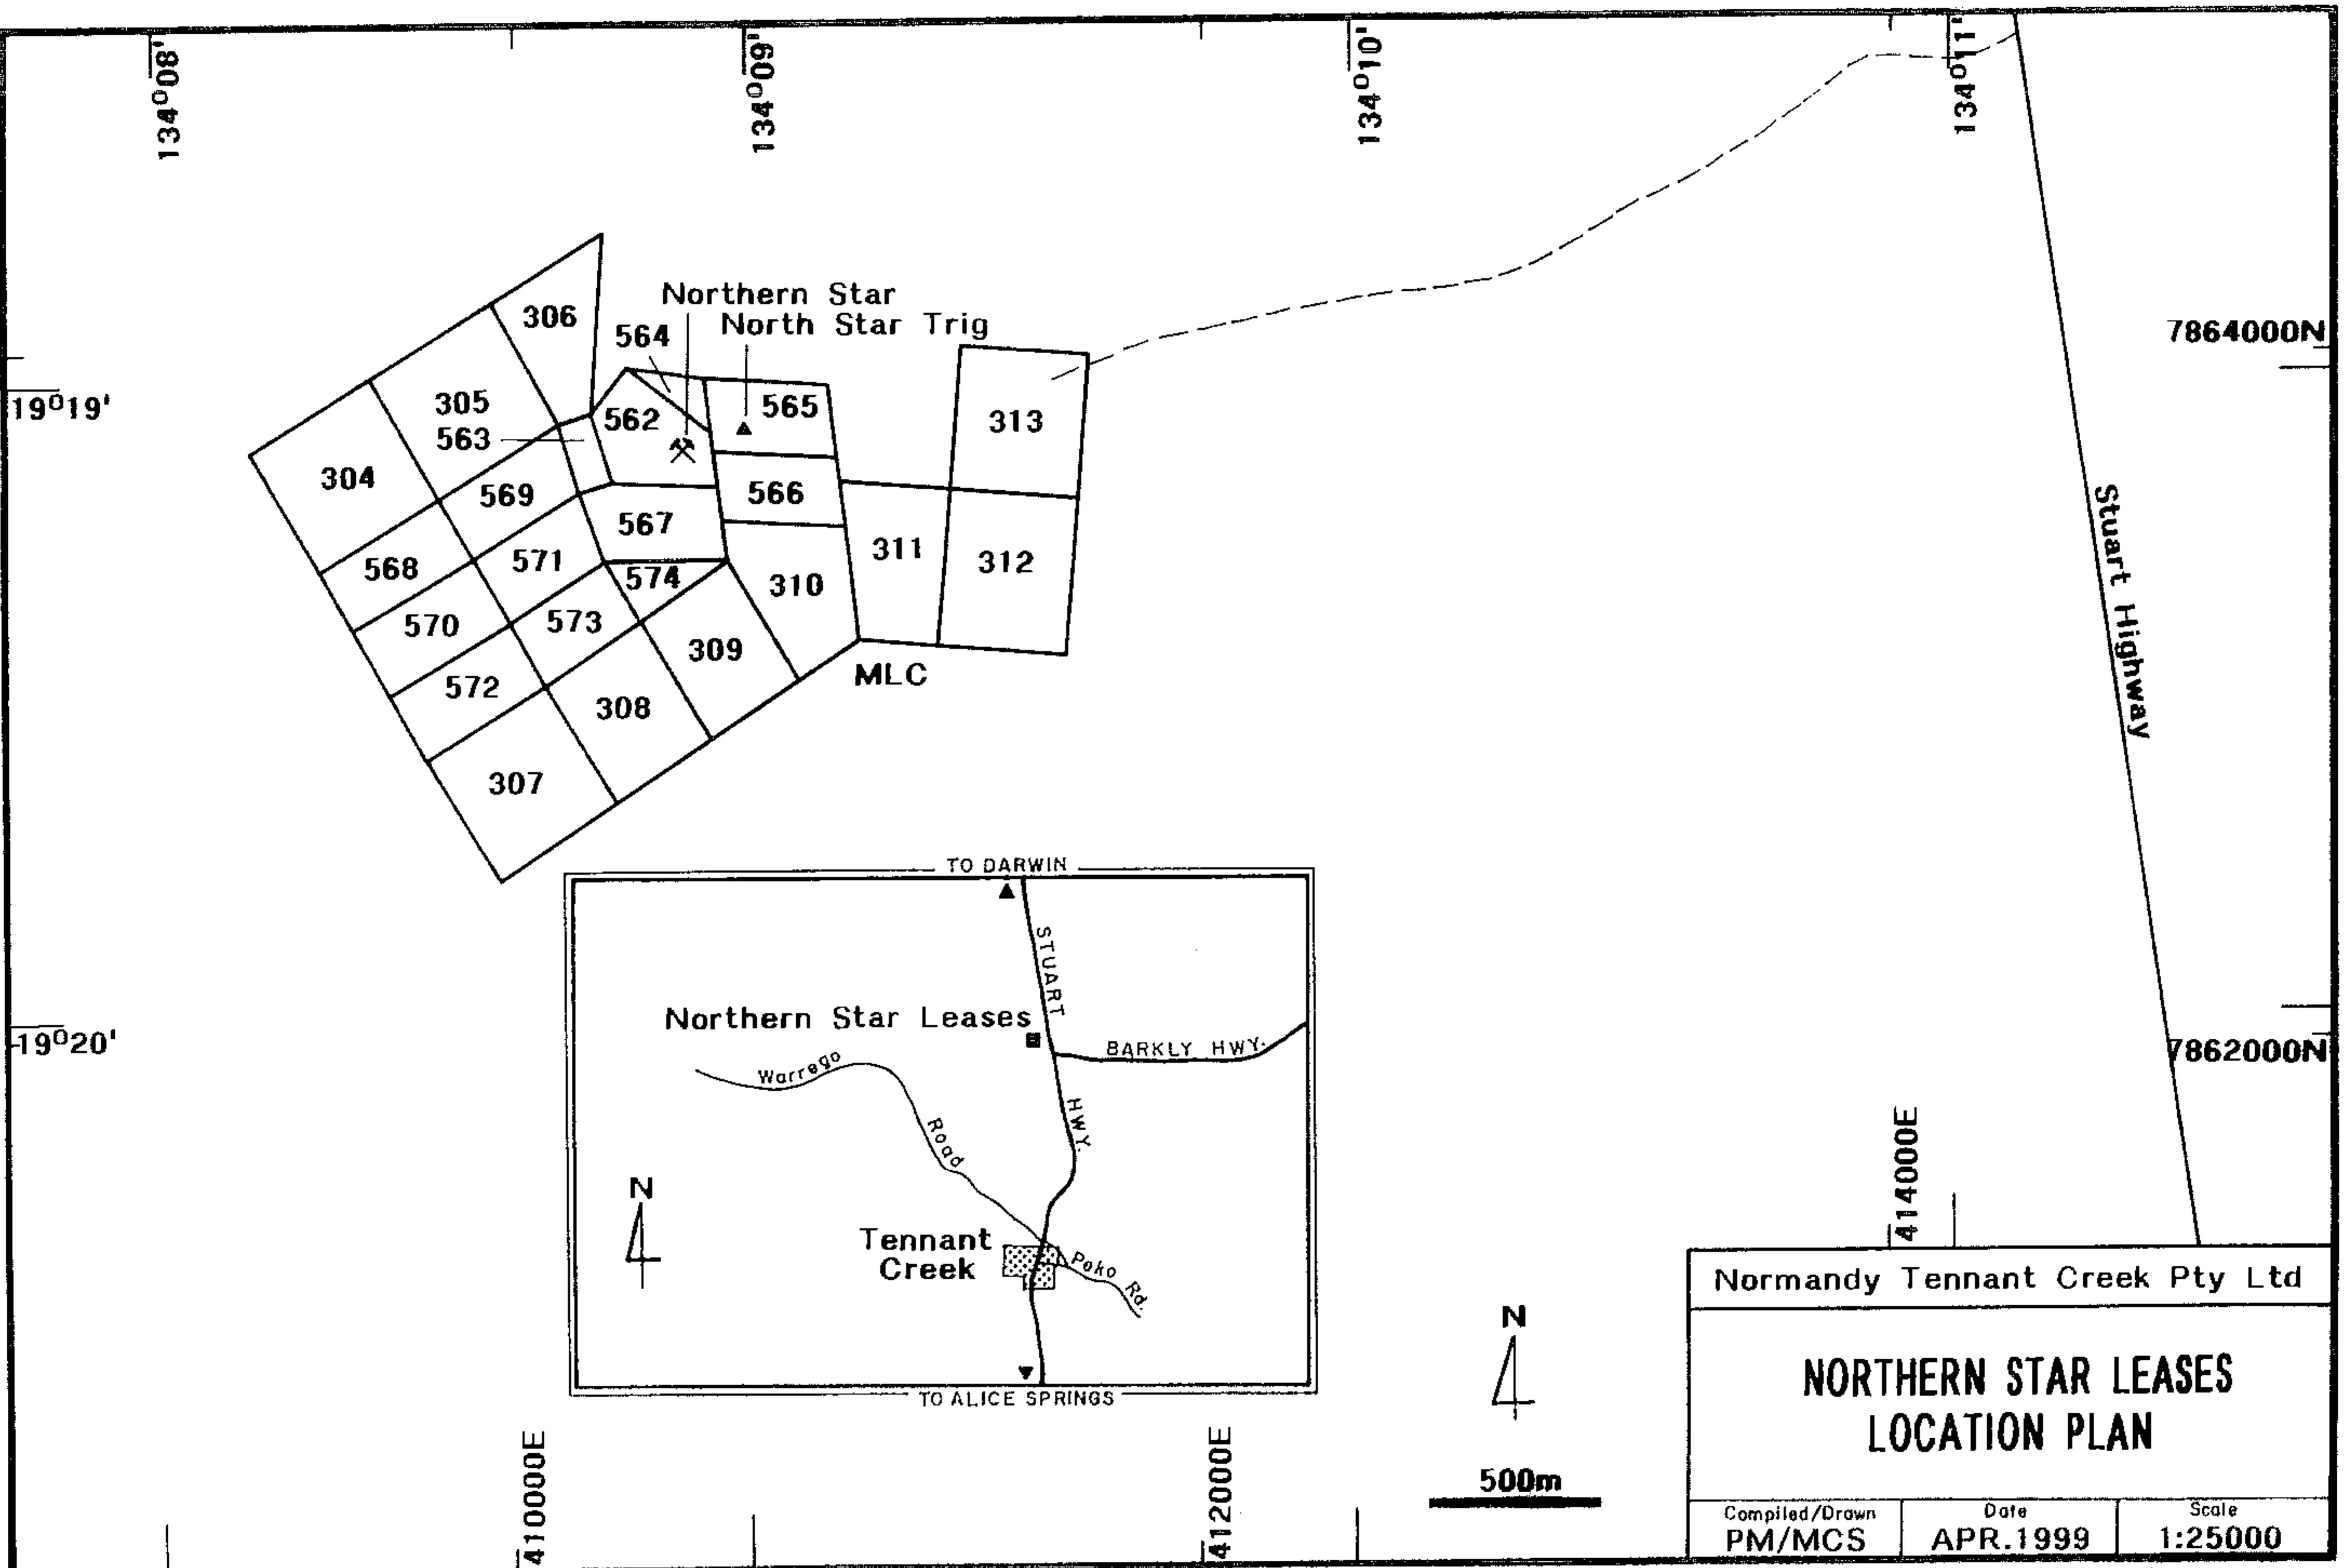 134°08'
134°09'
134°10'
134°11'
Northern Star
North Star Trig
306
564
7864000N
19°19'
305
565
563
562
313
304
569
566
567
311
312
568
571
574
310
570
573
309
MLC
572
308
307
Stuart Highway
TO DARWIN
STUART
Northern Star Leases
BARKLY HWY.
Warrego
Road
HWY.
19°20'
7862000N
N
Tennant
Creek
Peko Rd.
TO ALICE SPRINGS
414000E
410000E
412000E
N
500m
Normandy Tennant Creek Pty Ltd
NORTHERN STAR LEASES
LOCATION PLAN
Compiled/Drawn
PM/MCS
Date
APR.1999
Scale
1:25000